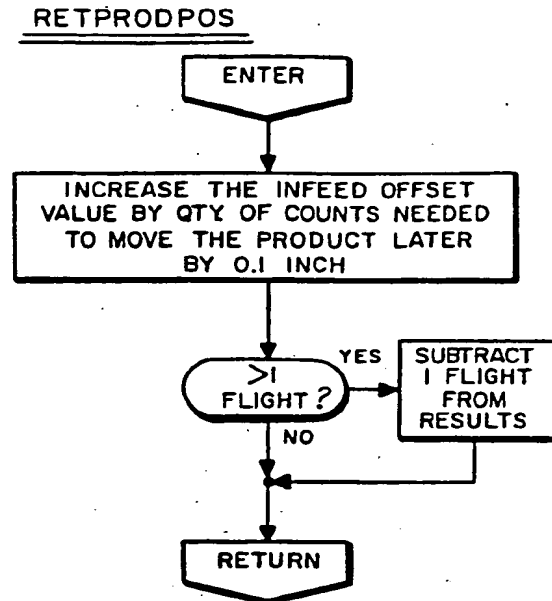 RETPRODPOS
ENTER
INCREASE THE INFEED OFFSET
VALUE BY QTY. OF COUNTS NEEDED
TO MOVE THE PRODUCT LATER
BY 0.1 INCH
>1
FLIGHT?
YES
SUBTRACT
1 FLIGHT
FROM
RESULTS
NO
RETURN